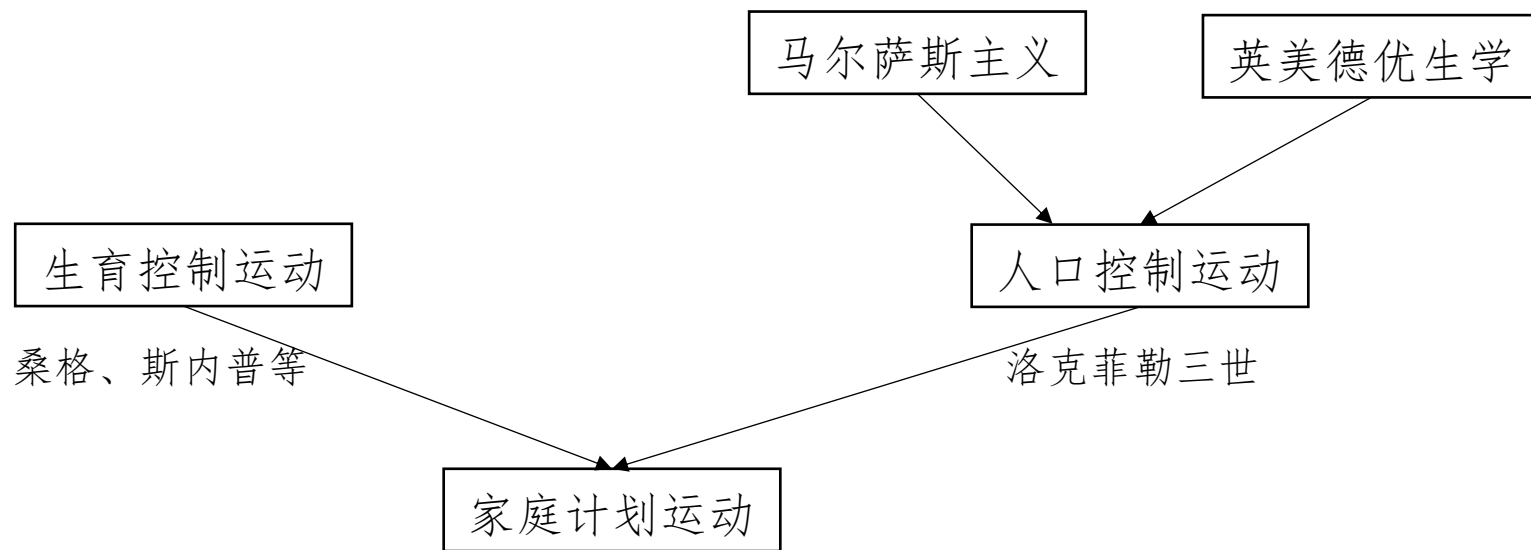 马尔萨斯主义
英美德优生学
生育控制运动
人口控制运动
桑格、斯内普等
洛克菲勒三世
家庭计划运动